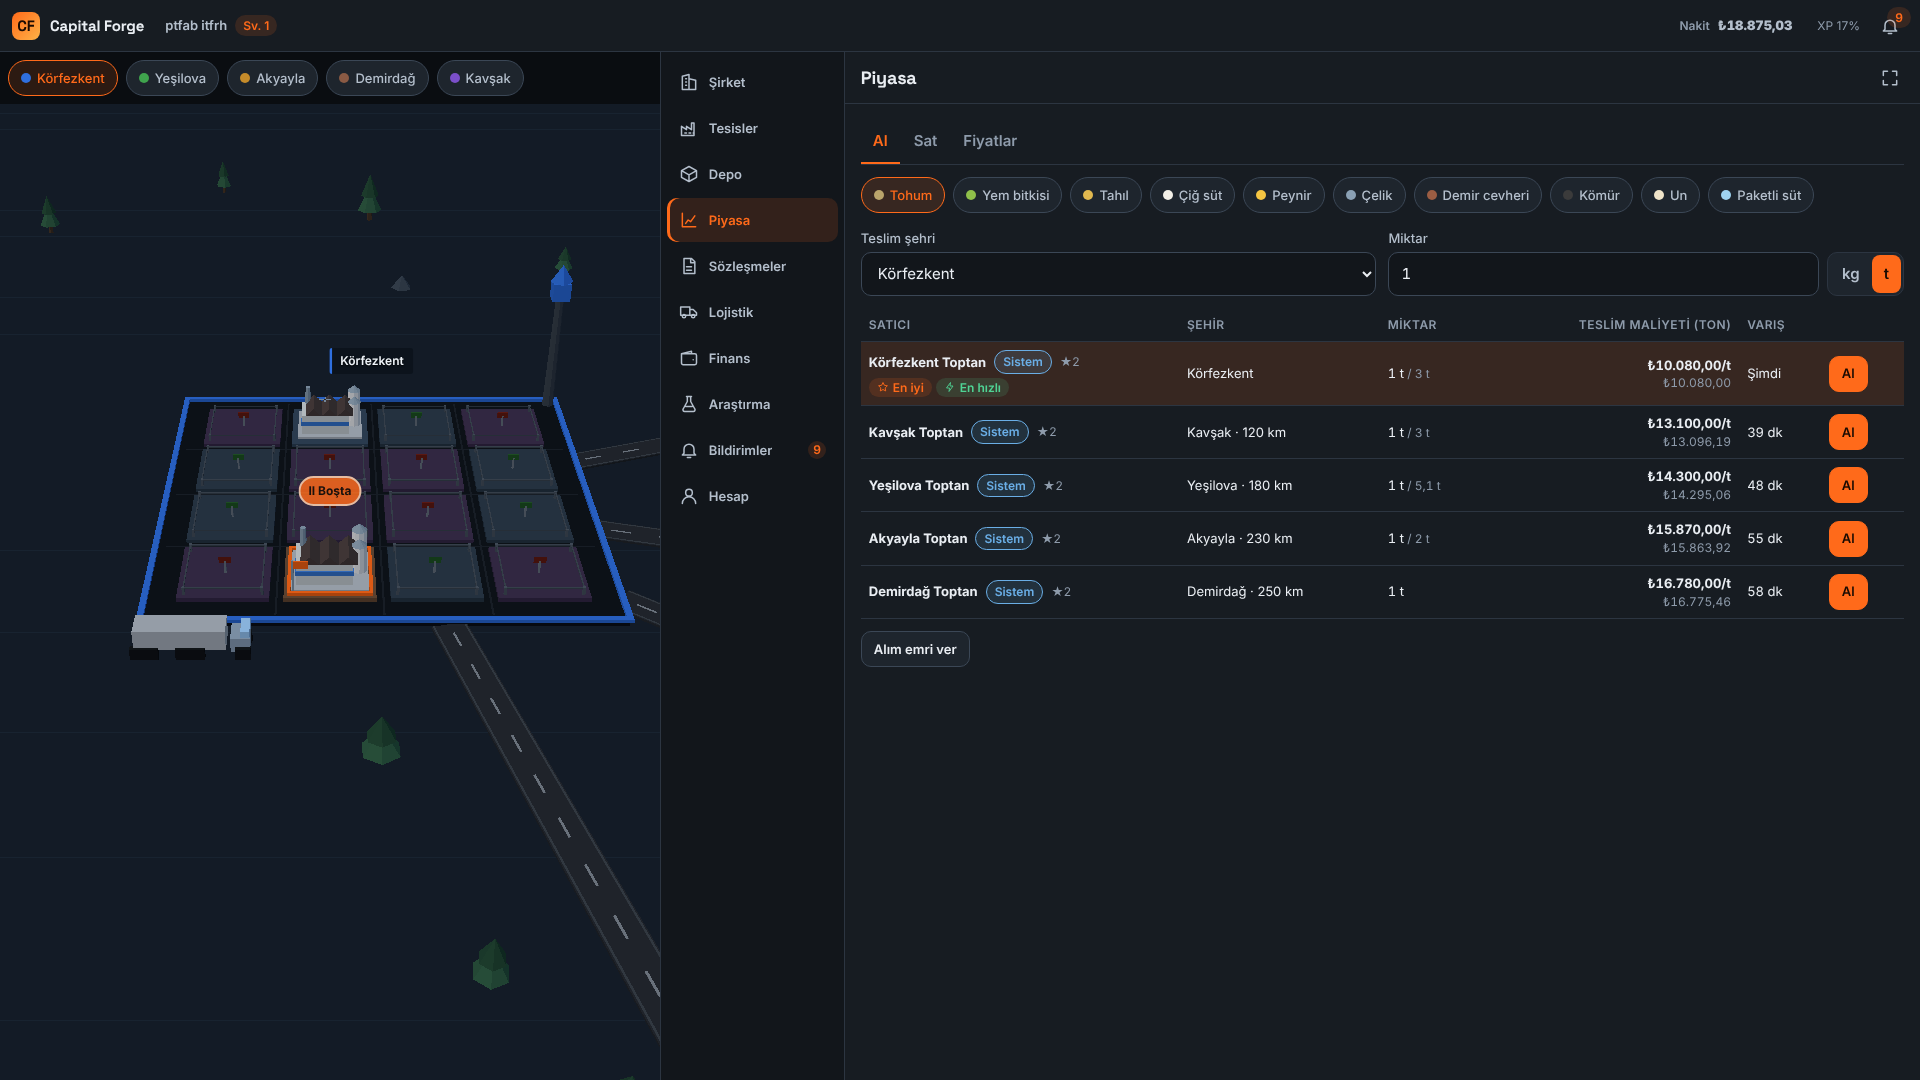 CF Capital Forge ptfab itfrh Sv. 1 Nakit ₺18.875,03 XP 17% 9
Körfezkent Yeşilova Akyayla Demirdağ Kavşak
Körfezkent
II Boşta
Şirket
Tesisler
Depo
Piyasa
Sözleşmeler
Lojistik
Finans
Araştırma
Bildirimler 9
Hesap
Piyasa
Al Sat Fiyatlar
Tohum Yem bitkisi Tahıl Çiğ süt Peynir Çelik Demir cevheri Kömür Un Paketli süt
Teslim şehri Miktar
Körfezkent 1 kg t
SATICI ŞEHİR MİKTAR TESLİM MALİYETİ (TON) VARIŞ
Körfezkent Toptan Sistem ★2 Körfezkent 1 t / 3 t ₺10.080,00/t Şimdi Al
En iyi En hızlı ₺10.080,00
Kavşak Toptan Sistem ★2 Kavşak · 120 km 1 t / 3 t ₺13.100,00/t 39 dk Al
₺13.096,19
Yeşilova Toptan Sistem ★2 Yeşilova · 180 km 1 t / 5,1 t ₺14.300,00/t 48 dk Al
₺14.295,06
Akyayla Toptan Sistem ★2 Akyayla · 230 km 1 t / 2 t ₺15.870,00/t 55 dk Al
₺15.863,92
Demirdağ Toptan Sistem ★2 Demirdağ · 250 km 1 t ₺16.780,00/t 58 dk Al
₺16.775,46
Alım emri ver